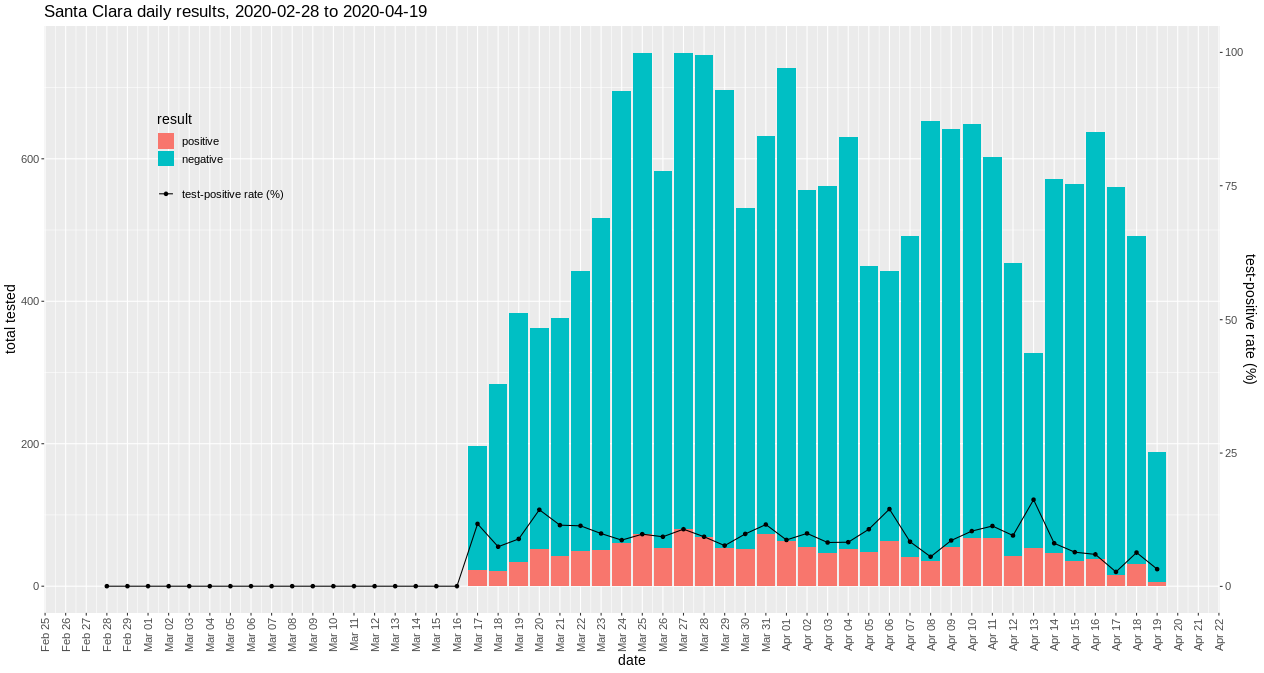 Santa Clara daily results, 2020-02-28 to 2020-04-19
result
positive
negative
test-positive rate (%)
total tested
600
400
200
0
100
75
50
25
0
test-positive rate (%)
Feb 25
Feb 26
Feb 27
Feb 28
Feb 29
Mar 01
Mar 02
Mar 03
Mar 04
Mar 05
Mar 06
Mar 07
Mar 08
Mar 09
Mar 10
Mar 11
Mar 12
Mar 13
Mar 14
Mar 15
Mar 16
Mar 17
Mar 18
Mar 19
Mar 20
Mar 21
Mar 22
Mar 23
Mar 24
Mar 25
Mar 26
Mar 27
Mar 28
Mar 29
Mar 30
Mar 31
Apr 01
Apr 02
Apr 03
Apr 04
Apr 05
Apr 06
Apr 07
Apr 08
Apr 09
Apr 10
Apr 11
Apr 12
Apr 13
Apr 14
Apr 15
Apr 16
Apr 17
Apr 18
Apr 19
Apr 20
Apr 21
Apr 22
date